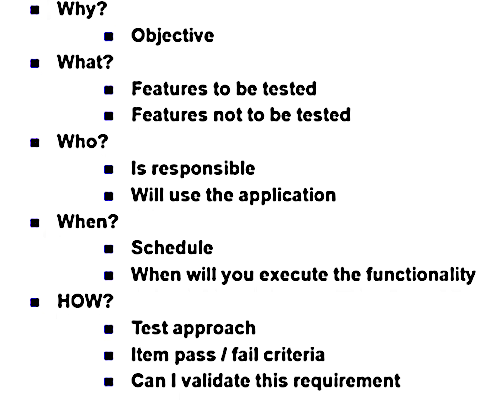 Why?
Objective
What?
Features to be tested
Features not to be tested
Who?
Is responsible
Will use the application
When?
Schedule
When will you execute the functionality
HOW?
Test approach
Item pass / fail criteria
Can I validate this requirement